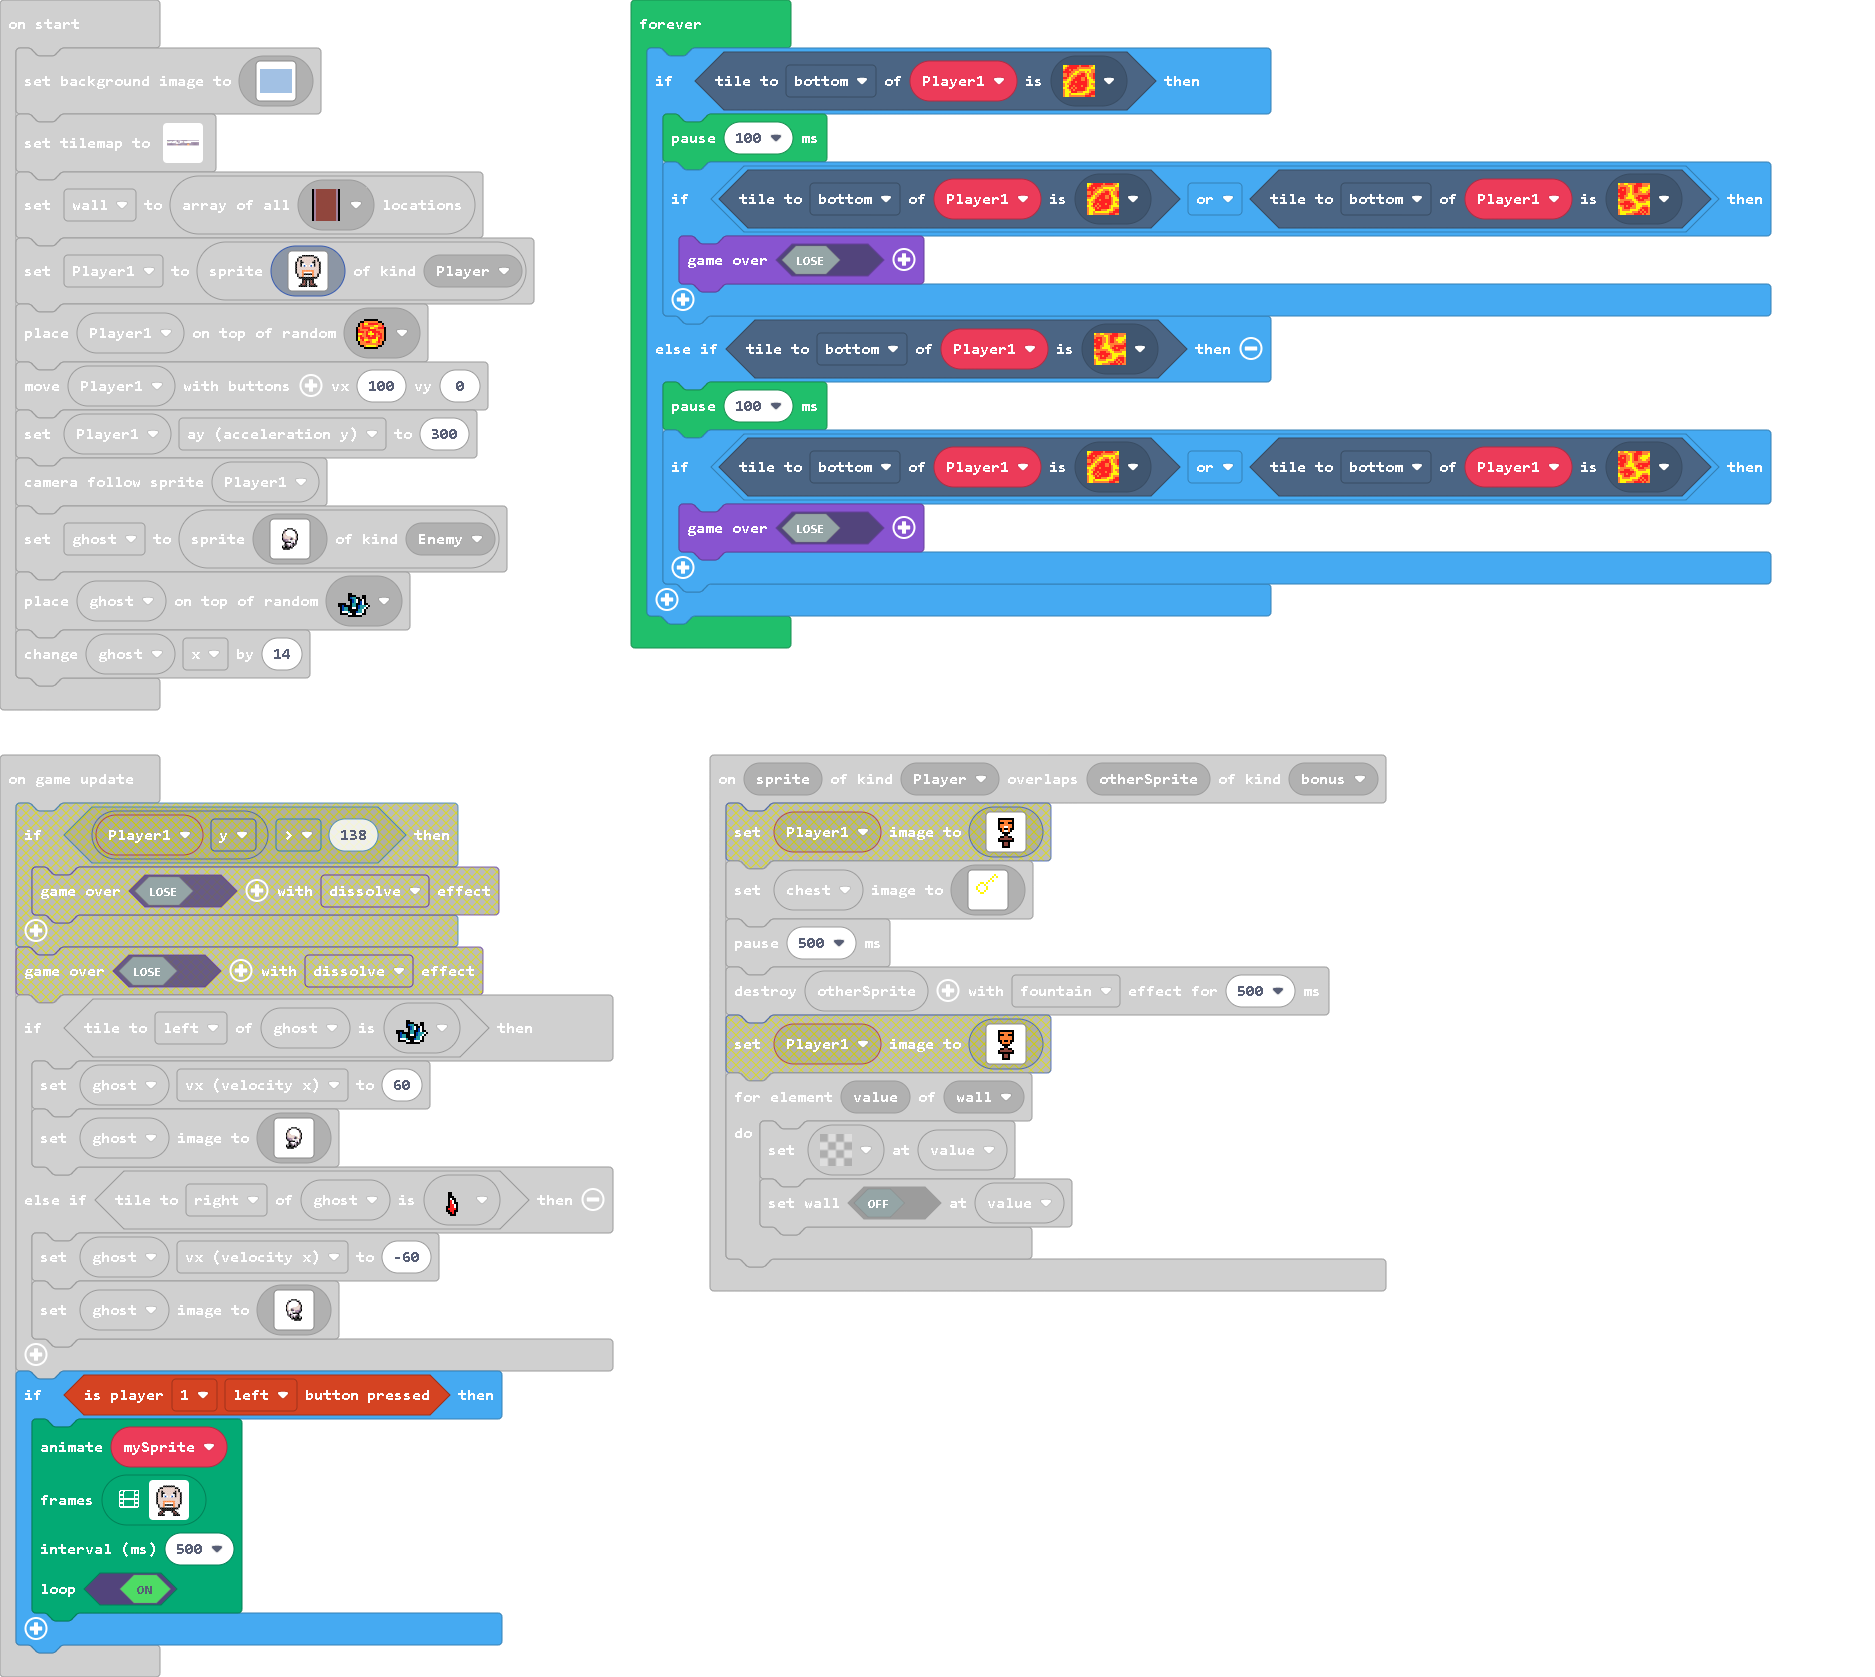 on start
set background image to
set tilemap to
set wall to array of all locations
set Player1 to sprite of kind Player
place Player1 on top of random
move Player1 with buttons vx 100 vy 0
set Player1 ay (acceleration y) to 300
camera follow sprite Player1
set ghost to sprite of kind Enemy
place ghost on top of random
change ghost x by 14
forever
if tile to bottom of Player1 is then
pause 100 ms
if tile to bottom of Player1 is or tile to bottom of Player1 is then
game over LOSE
else if tile to bottom of Player1 is then
pause 100 ms
if tile to bottom of Player1 is or tile to bottom of Player1 is then
game over LOSE
on game update
if Player1 y > 138 then
game over LOSE with dissolve effect
game over LOSE with dissolve effect
if tile to left of ghost is then
set ghost vx (velocity x) to 60
set ghost image to
else if tile to right of ghost is then
set ghost vx (velocity x) to -60
set ghost image to
if is player 1 left button pressed then
animate mySprite
frames
interval (ms) 500
loop ON
on sprite of kind Player overlaps otherSprite of kind bonus
set Player1 image to
set chest image to
pause 500 ms
destroy otherSprite with fountain effect for 500 ms
set Player1 image to
for element value of wall
do set at value
set wall OFF at value